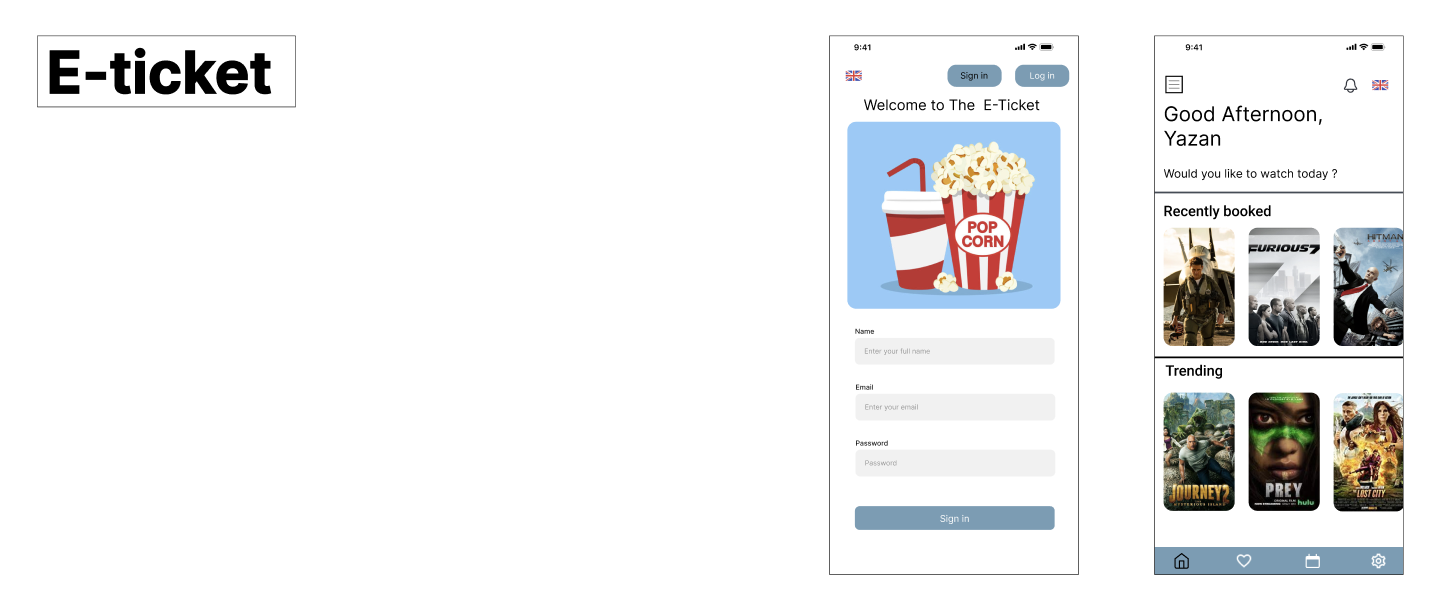 E-ticket
9:41
Sign in
Log in
Welcome to The E-Ticket
POP
CORN
Name
Enter your full name
Email
Enter your email
Password
Password
Sign in
9:41
Good Afternoon,
Yazan
Would you like to watch today ?
Recently booked
FURIOUS 7
HITMAN
Trending
JOURNEY 2
MYSTERIOUS ISLAND
PREY
hulu
THE
LOST CITY